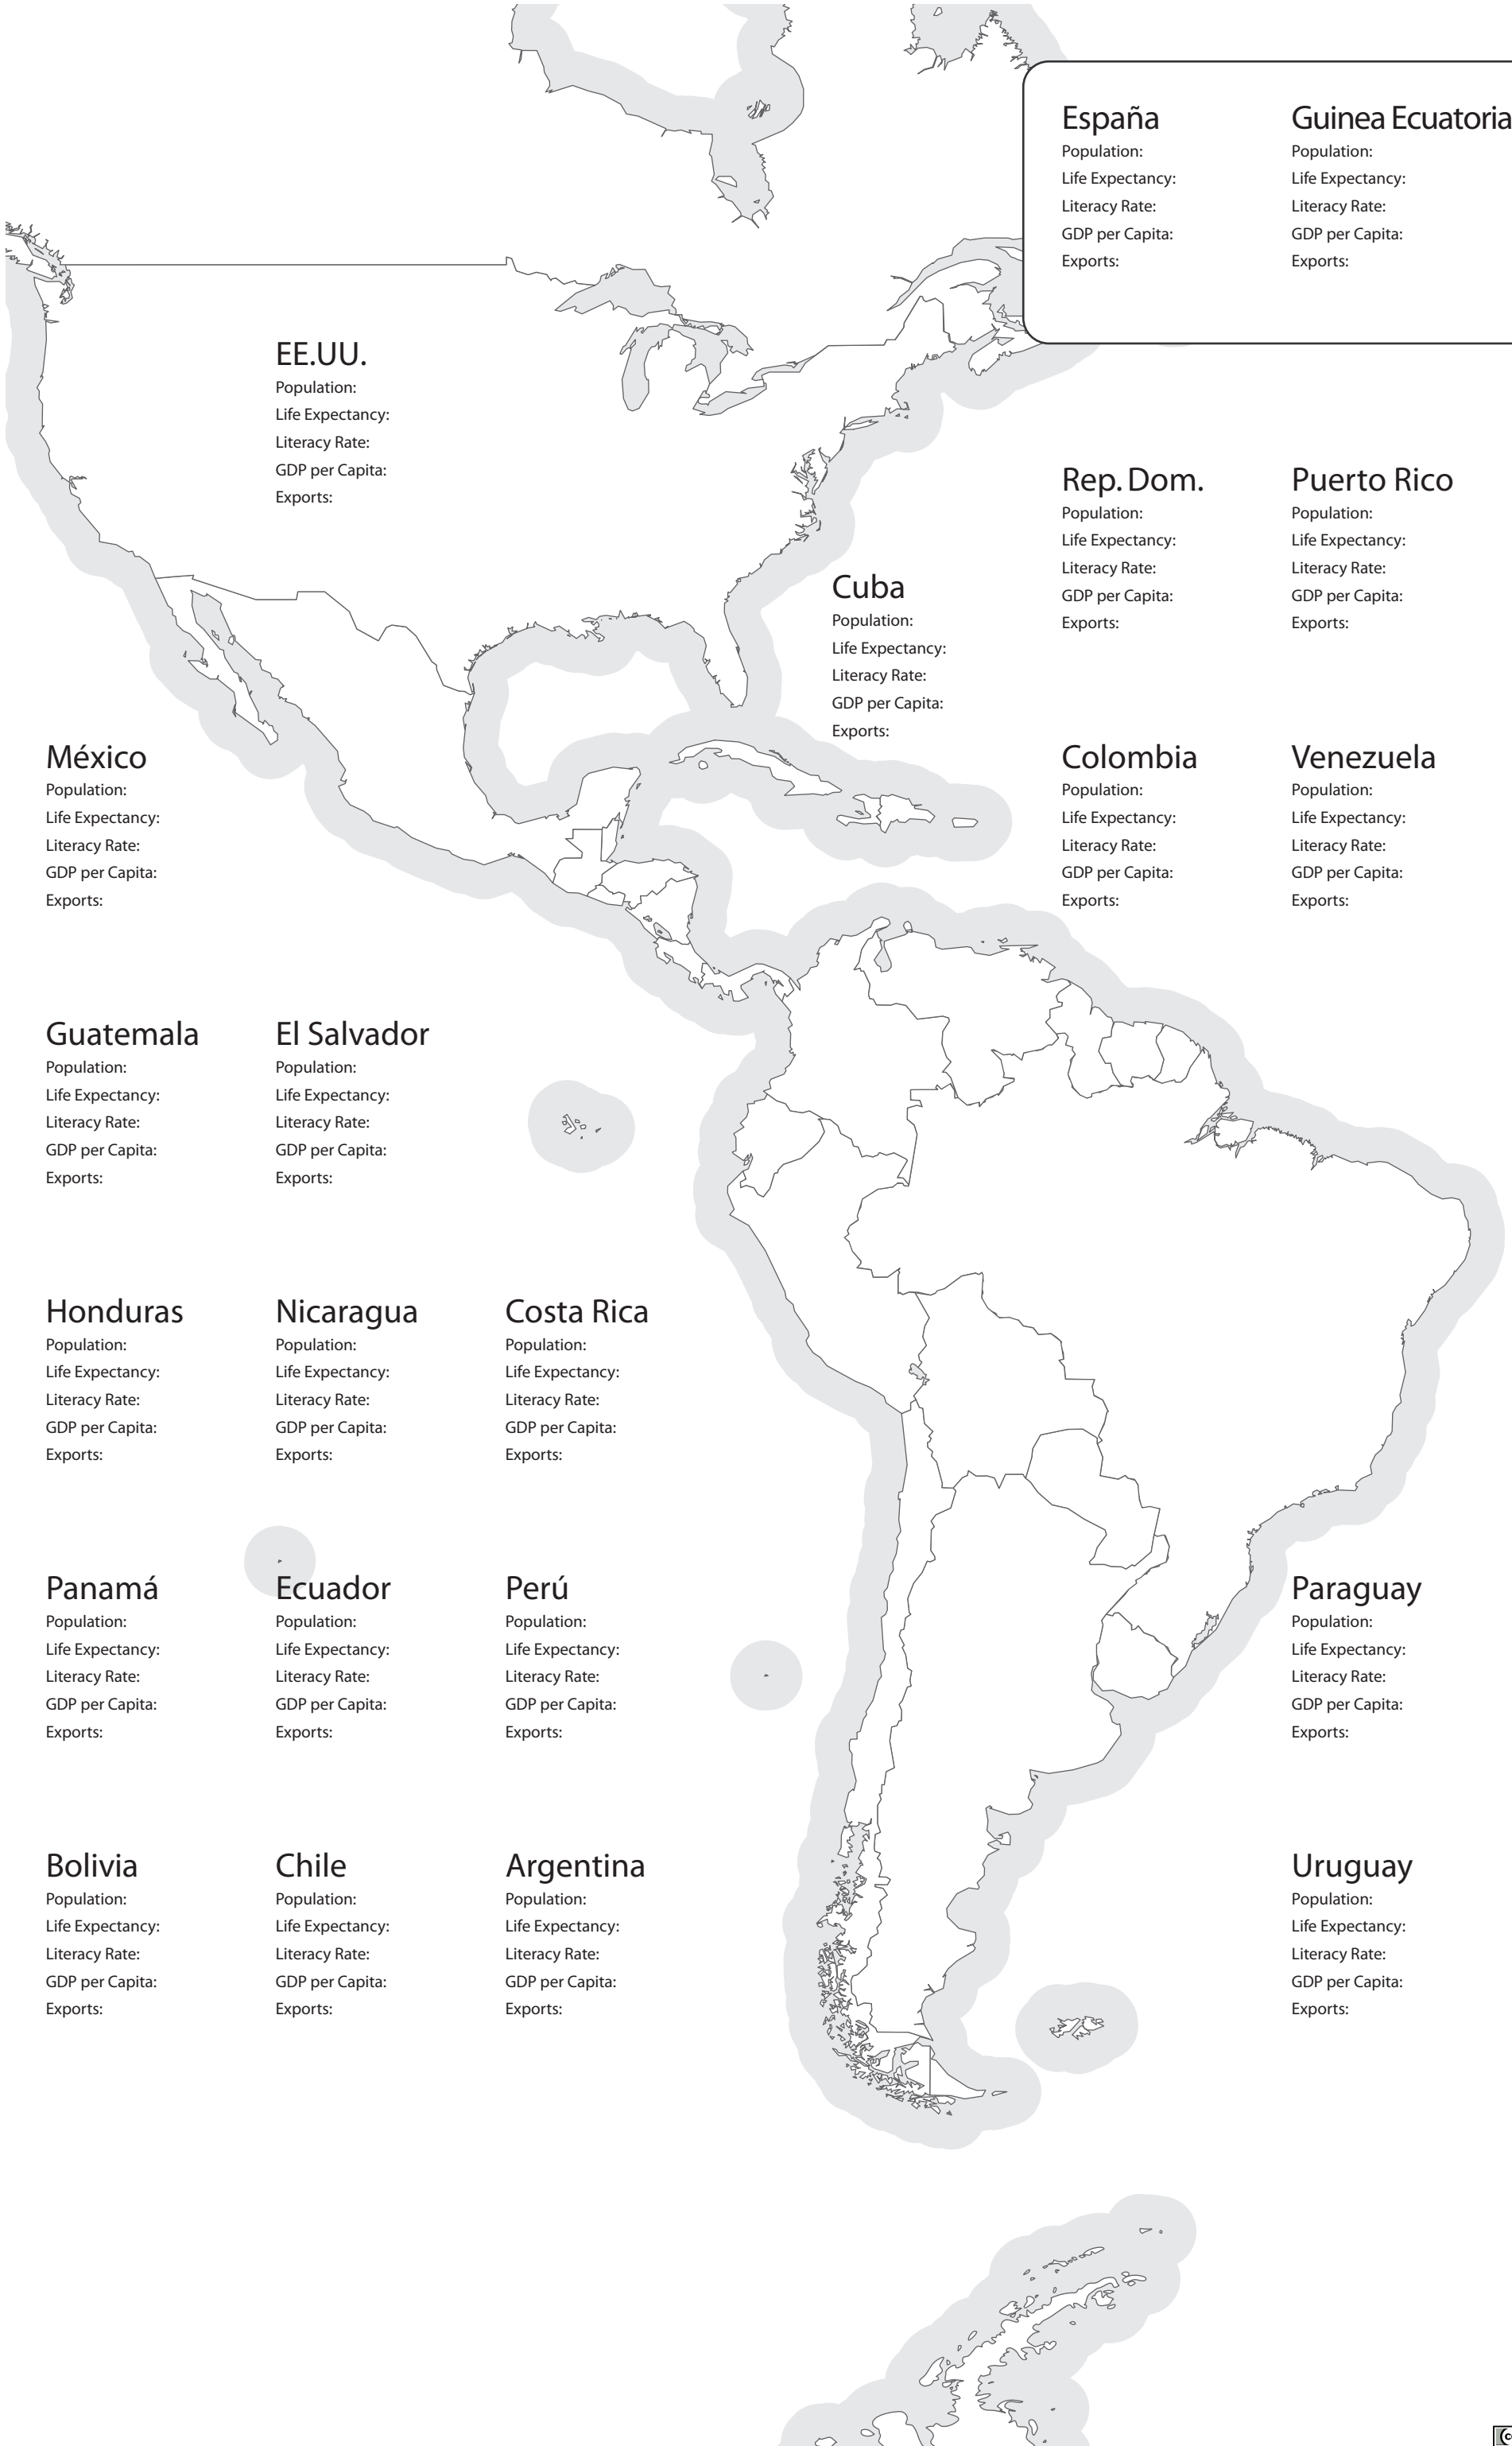 España
Population:
Life Expectancy:
Literacy Rate:
GDP per Capita:
Exports:
Guinea Ecuatoria
Population:
Life Expectancy:
Literacy Rate:
GDP per Capita:
Exports:
EE.UU.
Population:
Life Expectancy:
Literacy Rate:
GDP per Capita:
Exports:
Rep. Dom.
Population:
Life Expectancy:
Literacy Rate:
GDP per Capita:
Exports:
Puerto Rico
Population:
Life Expectancy:
Literacy Rate:
GDP per Capita:
Exports:
Cuba
Population:
Life Expectancy:
Literacy Rate:
GDP per Capita:
Exports:
México
Population:
Life Expectancy:
Literacy Rate:
GDP per Capita:
Exports:
Colombia
Population:
Life Expectancy:
Literacy Rate:
GDP per Capita:
Exports:
Venezuela
Population:
Life Expectancy:
Literacy Rate:
GDP per Capita:
Exports:
Guatemala
Population:
Life Expectancy:
Literacy Rate:
GDP per Capita:
Exports:
El Salvador
Population:
Life Expectancy:
Literacy Rate:
GDP per Capita:
Exports:
Honduras
Population:
Life Expectancy:
Literacy Rate:
GDP per Capita:
Exports:
Nicaragua
Population:
Life Expectancy:
Literacy Rate:
GDP per Capita:
Exports:
Costa Rica
Population:
Life Expectancy:
Literacy Rate:
GDP per Capita:
Exports:
Panamá
Population:
Life Expectancy:
Literacy Rate:
GDP per Capita:
Exports:
Ecuador
Population:
Life Expectancy:
Literacy Rate:
GDP per Capita:
Exports:
Perú
Population:
Life Expectancy:
Literacy Rate:
GDP per Capita:
Exports:
Paraguay
Population:
Life Expectancy:
Literacy Rate:
GDP per Capita:
Exports:
Bolivia
Population:
Life Expectancy:
Literacy Rate:
GDP per Capita:
Exports:
Chile
Population:
Life Expectancy:
Literacy Rate:
GDP per Capita:
Exports:
Argentina
Population:
Life Expectancy:
Literacy Rate:
GDP per Capita:
Exports:
Uruguay
Population:
Life Expectancy:
Literacy Rate:
GDP per Capita:
Exports: